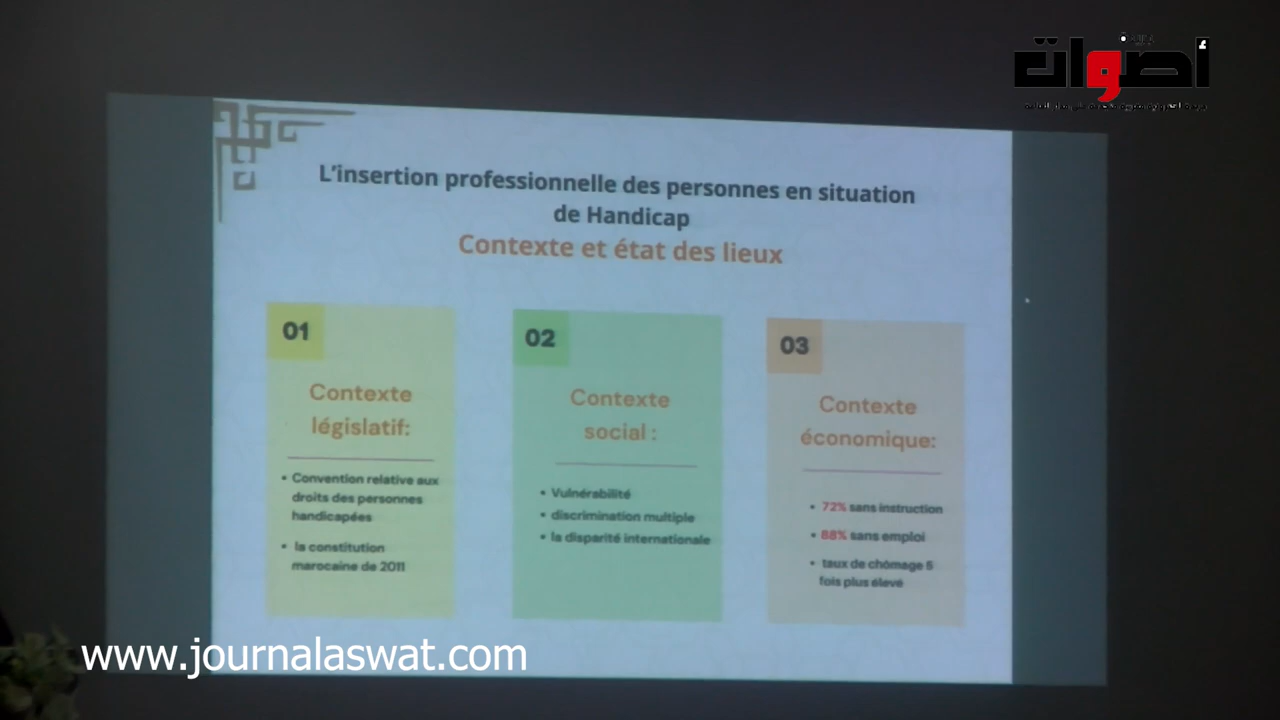 جريدة
أصوات
L'insertion professionnelle des personnes en situation
de Handicap
Contexte et état des lieux
01
Contexte
législatif:
• Convention relative aux
droits des personnes
handicapées
• la constitution
marocaine de 2011
02
Contexte
social :
• Vulnérabilité
• discrimination multiple
• la disparité internationale
03
Contexte
économique:
• 72% sans instruction
• 88% sans emploi
• taux de chômage 5
fois plus élevé
www.journalaswat.com